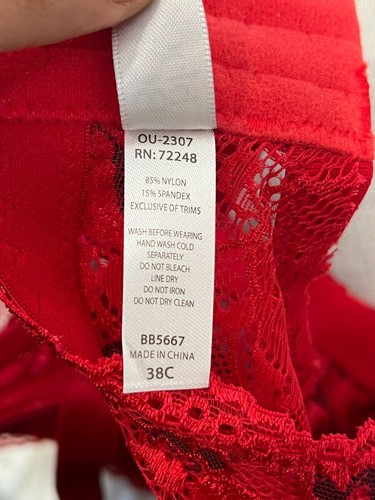 OU-2307
RN: 72248
85% NYLON
15% SPANDEX
EXCLUSIVE OF TRIMS
WASH BEFORE WEARING
HAND WASH COLD
SEPARATELY
DO NOT BLEACH
LINE DRY
DO NOT IRON
DO NOT DRY CLEAN
BB5667
MADE IN CHINA
38C